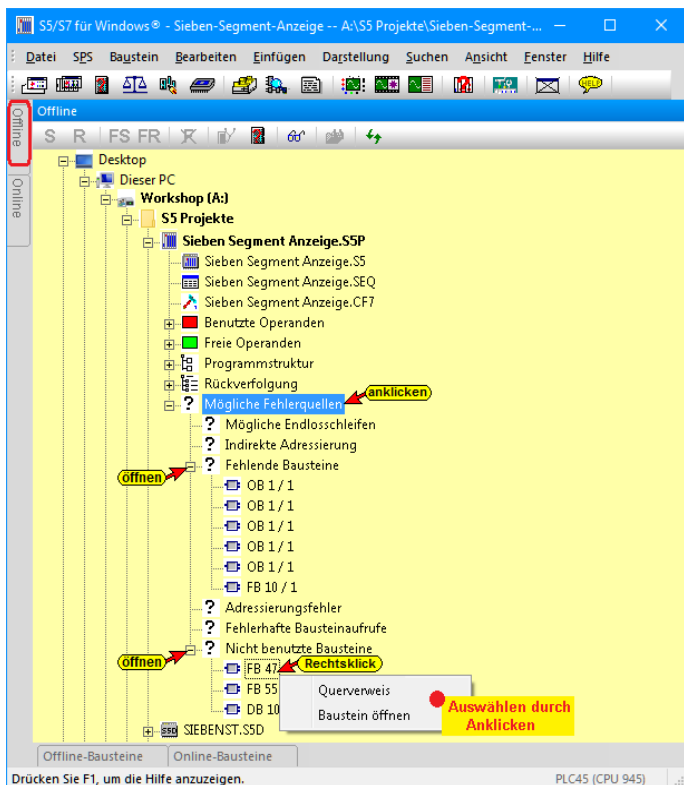 S5/S7 für Windows® - Sieben-Segment-Anzeige -- A:\S5 Projekte\Sieben-Segment-...
Datei SPS Baustein Bearbeiten Einfügen Darstellung Suchen Ansicht Fenster Hilfe
HELP
Offline
Offline
Online
S R FS FR
Desktop
Dieser PC
Workshop (A:)
S5 Projekte
Sieben Segment Anzeige.S5P
Sieben Segment Anzeige.S5
Sieben Segment Anzeige.SEQ
Sieben Segment Anzeige.CF7
Benutzte Operanden
Freie Operanden
Programmstruktur
Rückverfolgung
? Mögliche Fehlerquellen anklicken
? Mögliche Endlosschleifen
? Indirekte Adressierung
öffnen ? Fehlende Bausteine
OB 1 / 1
OB 1 / 1
OB 1 / 1
OB 1 / 1
OB 1 / 1
FB 10 / 1
? Adressierungsfehler
? Fehlerhafte Bausteinaufrufe
öffnen ? Nicht benutzte Bausteine
FB 47 Rechtsklick
FB 55
DB 10
Querverweis
Baustein öffnen
Auswählen durch
Anklicken
S5D SIEBENST.S5D
Offline-Bausteine Online-Bausteine
Drücken Sie F1, um die Hilfe anzuzeigen. PLC45 (CPU 945)